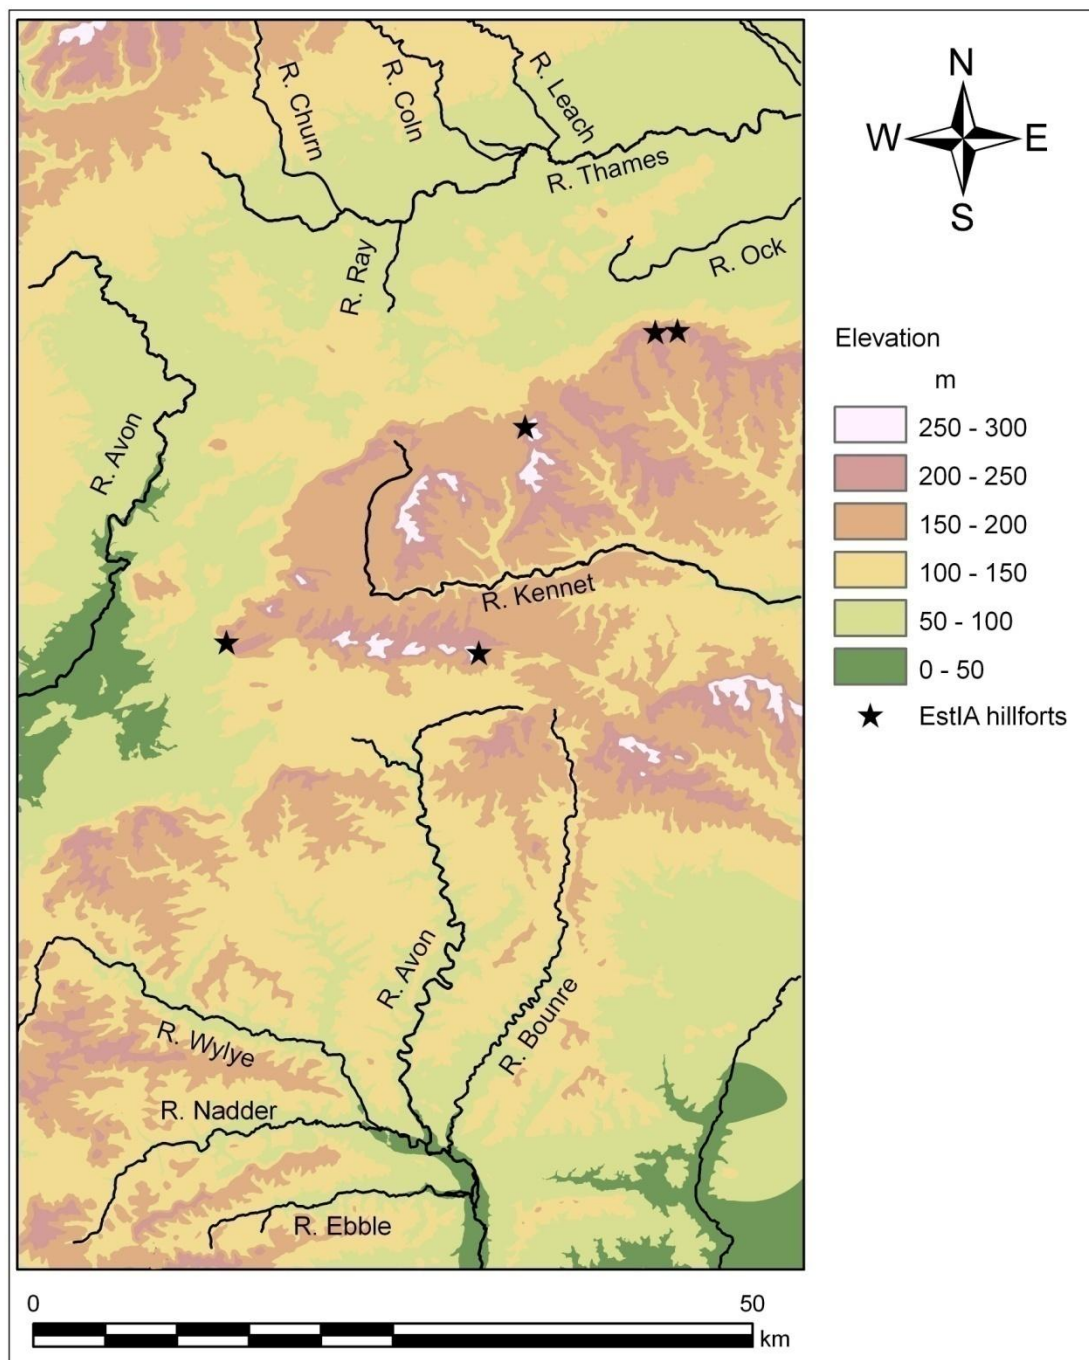 R. Churn
R. Coln
R. Leach
R. Thames
R. Ray
R. Ock
R. Avon
R. Kennet
R. Avon
R. Bounre
R. Wylye
R. Nadder
R. Ebble
N
W E
S
Elevation
m
250 - 300
200 - 250
150 - 200
100 - 150
50 - 100
0 - 50
EstIA hillforts
0 50
km